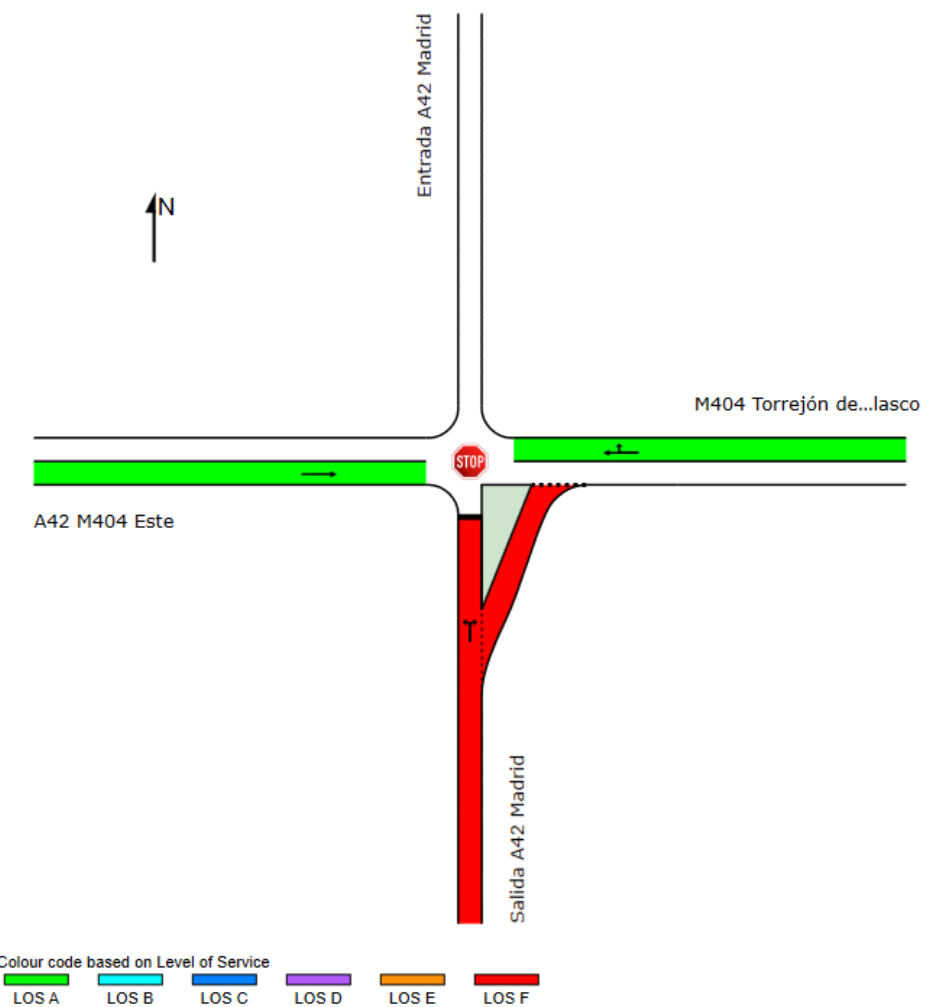 Entrada A42 Madrid
N
M404 Torrejón de...lasco
STOP
A42 M404 Este
Salida A42 Madrid
Colour code based on Level of Service
LOS A LOS B LOS C LOS D LOS E LOS F